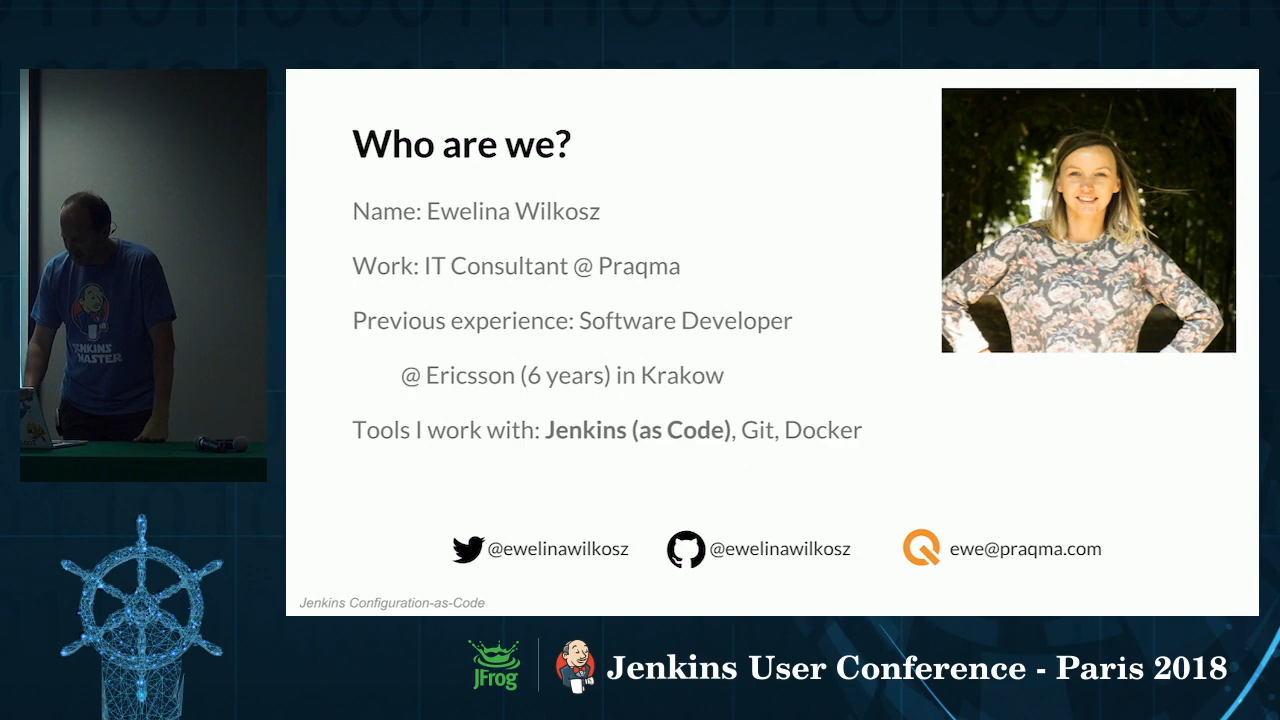 Who are we?
Name: Ewelina Wilkosz
Work: IT Consultant @ Praqma
Previous experience: Software Developer
@ Ericsson (6 years) in Krakow
Tools I work with: Jenkins (as Code), Git, Docker
@ewelinawilkosz
@ewelinawilkosz
ewe@praqma.com
Jenkins Configuration-as-Code
JENKINS
MASTER
JFrog
Jenkins User Conference - Paris 2018